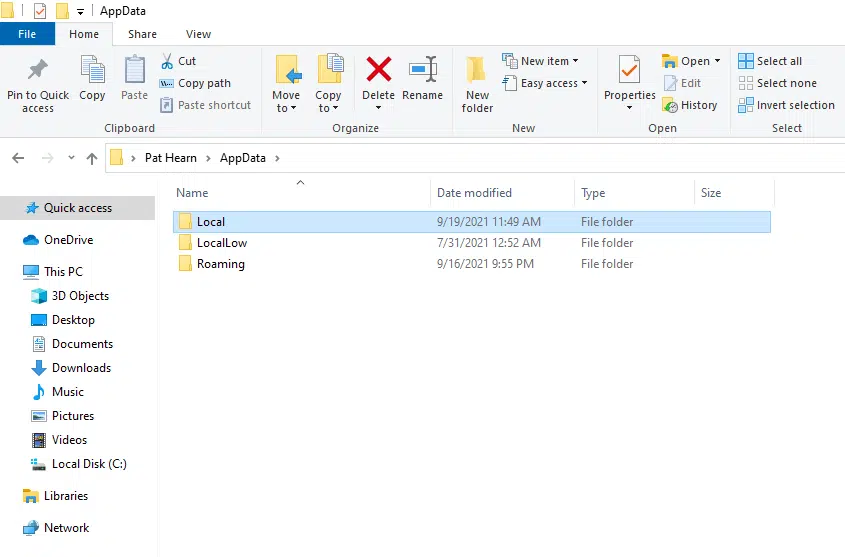 AppData
File Home Share View
Pin to Quick access
Copy
Paste
Cut
Copy path
Paste shortcut
Clipboard
Move to
Copy to
Delete
Rename
Organize
New folder
New item
Easy access
New
Properties
Open
Edit
History
Open
Select all
Select none
Invert selection
Select
Pat Hearn AppData
Name Date modified Type Size
Local 9/19/2021 11:49 AM File folder
LocalLow 7/31/2021 12:52 AM File folder
Roaming 9/16/2021 9:55 PM File folder
Quick access
OneDrive
This PC
3D Objects
Desktop
Documents
Downloads
Music
Pictures
Videos
Local Disk (C:)
Libraries
Network